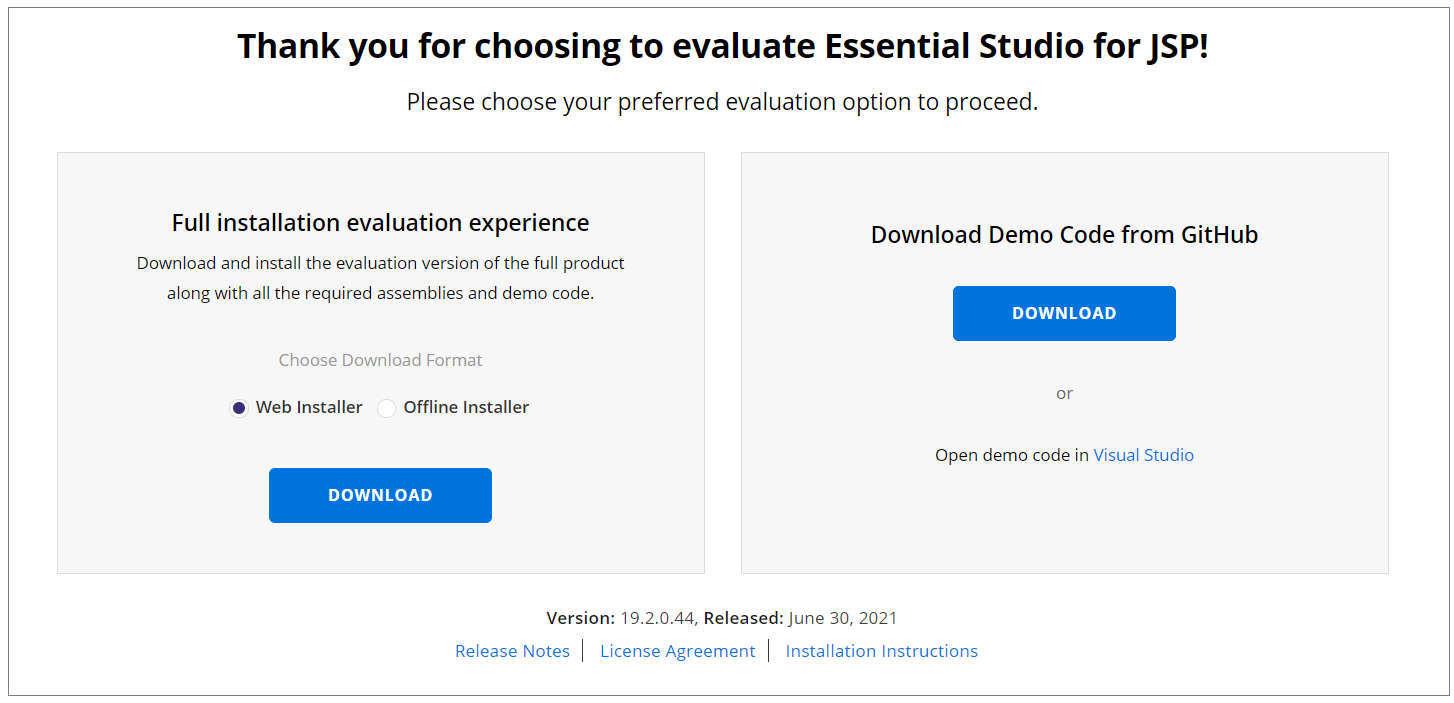 Thank you for choosing to evaluate Essential Studio for JSP!
Please choose your preferred evaluation option to proceed.
Full installation evaluation experience
Download and install the evaluation version of the full product
along with all the required assemblies and demo code.
Choose Download Format
Web Installer Offline Installer
DOWNLOAD
Download Demo Code from GitHub
DOWNLOAD
or
Open demo code in Visual Studio
Version: 19.2.0.44, Released: June 30, 2021
Release Notes | License Agreement | Installation Instructions